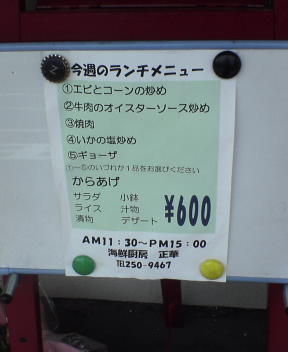 今週のランチメニュー
①エビとコーンの炒め
②牛肉のオイスターソース炒め
③焼肉
④いかの塩炒め
⑤ギョーザ
①～⑤のいづれか1品をお選びください
からあげ
サラダ 小鉢
ライス 汁物
漬物 デザート
¥600
AM11：30～PM15：00
海鮮厨房 正華
TEL250-9467